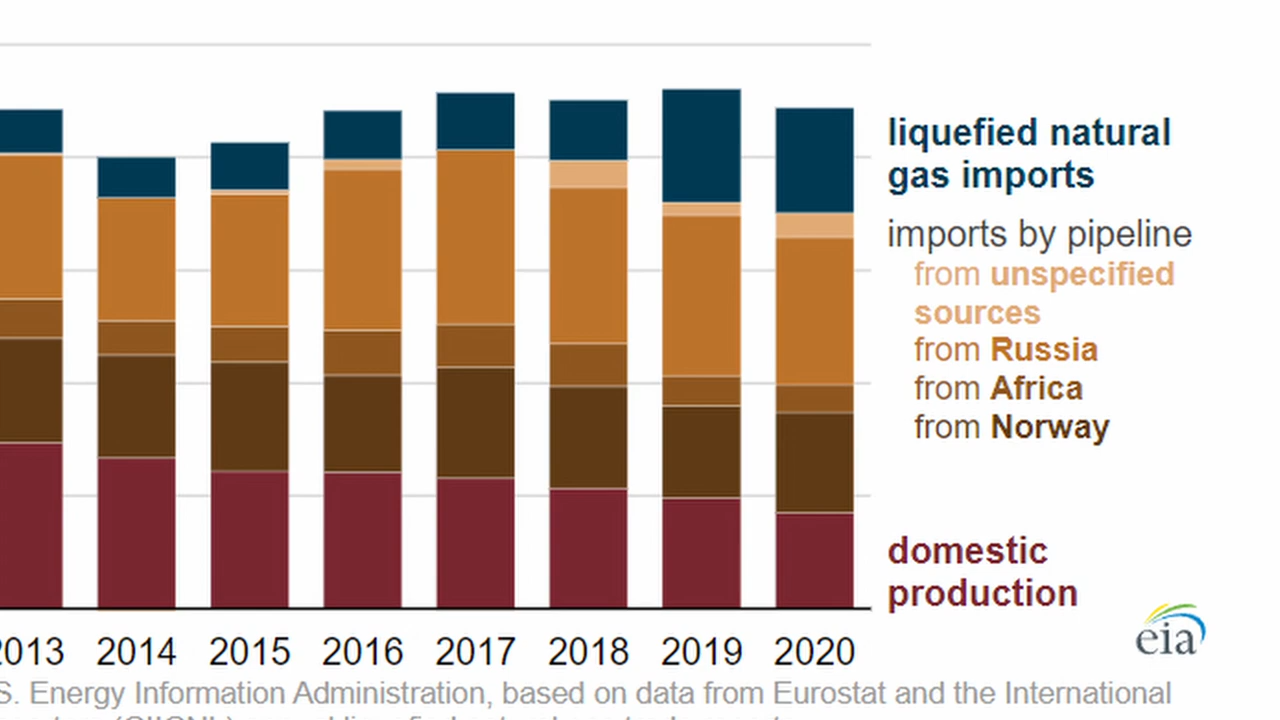 liquefied natural
gas imports
imports by pipeline
from unspecified
sources
from Russia
from Africa
from Norway
domestic
production
2013 2014 2015 2016 2017 2018 2019 2020
eia
S. Energy Information Administration, based on data from Eurostat and the International